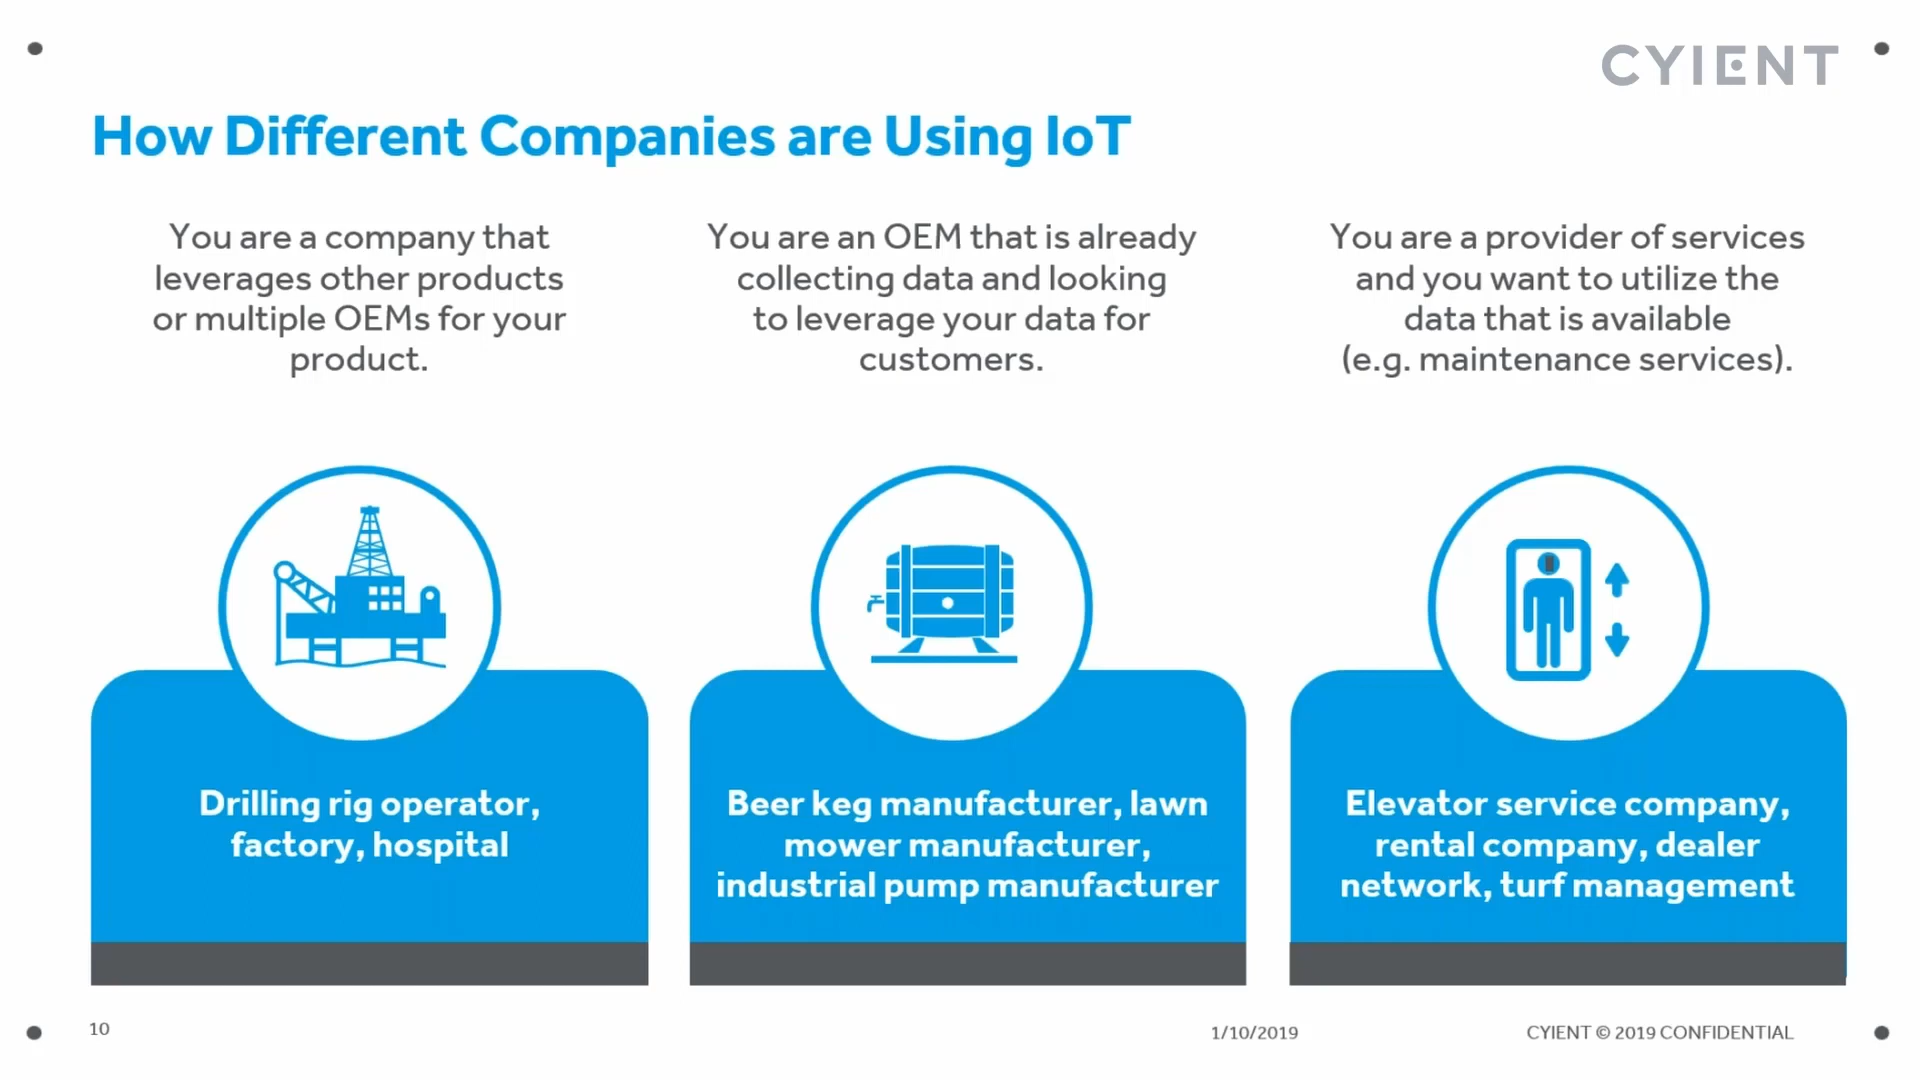 CYIENT
How Different Companies are Using IoT
You are a company that
leverages other products
or multiple OEMs for your
product.
You are an OEM that is already
collecting data and looking
to leverage your data for
customers.
You are a provider of services
and you want to utilize the
data that is available
(e.g. maintenance services).
Drilling rig operator,
factory, hospital
Beer keg manufacturer, lawn
mower manufacturer,
industrial pump manufacturer
Elevator service company,
rental company, dealer
network, turf management
10
1/10/2019
CYIENT © 2019 CONFIDENTIAL